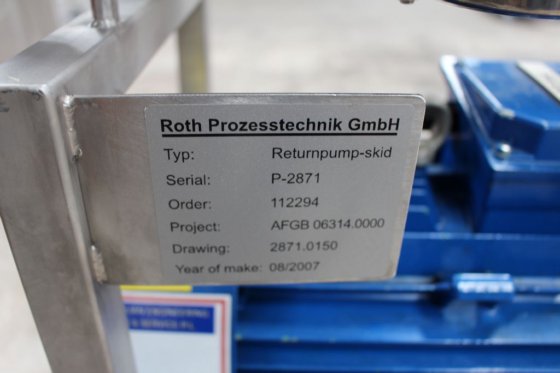 Roth Prozesstechnik GmbH
Typ: Returnpump-skid
Serial: P-2871
Order: 112294
Project: AFGB 06314.0000
Drawing: 2871.0150
Year of make: 08/2007